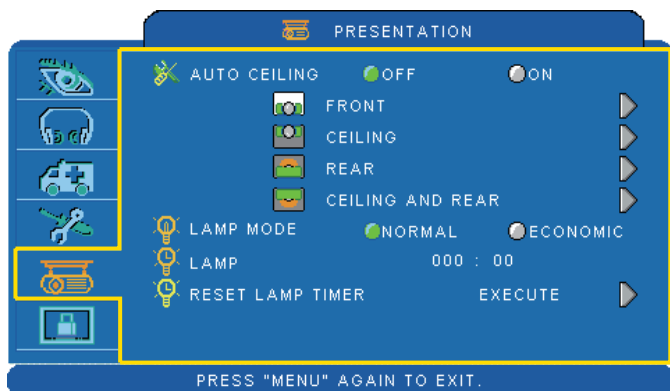 PRESENTATION
AUTO CEILING OFF ON
FRONT
CEILING
REAR
CEILING AND REAR
LAMP MODE NORMAL ECONOMIC
LAMP 000 : 00
RESET LAMP TIMER EXECUTE
PRESS "MENU" AGAIN TO EXIT.